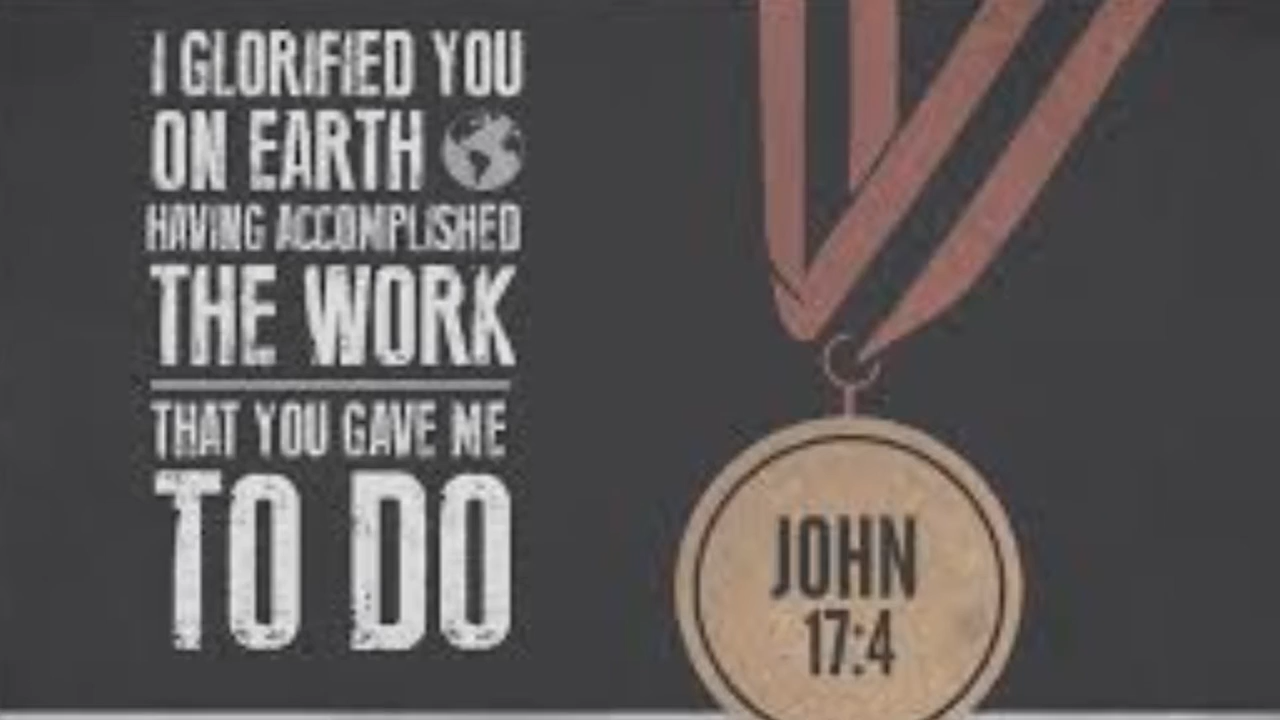 I GLORIFIED YOU
ON EARTH
HAVING ACCOMPLISHED
THE WORK
THAT YOU GAVE ME
TO DO
JOHN
17:4